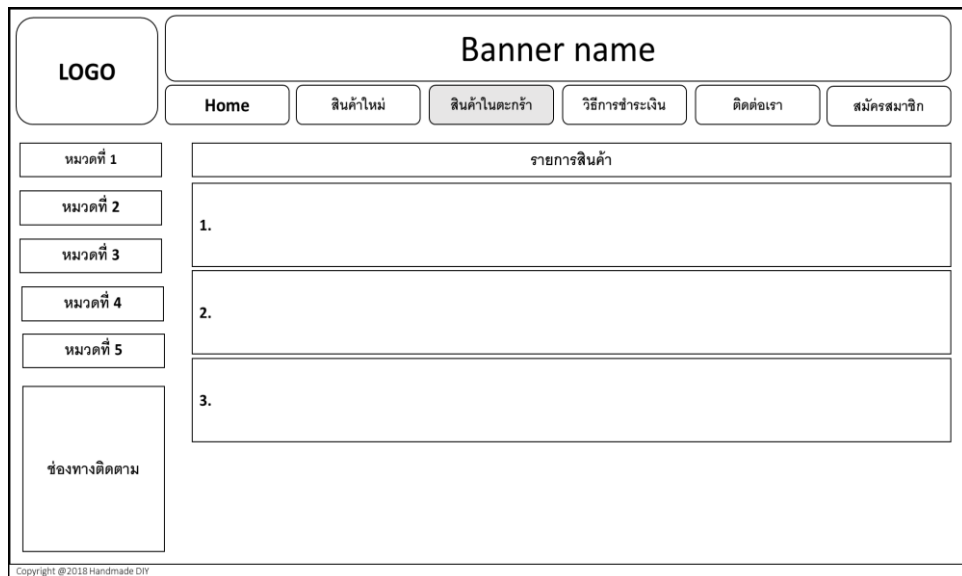 LOGO
Banner name
Home
สินค้าใหม่
สินค้าในตะกร้า
วิธีการชำระเงิน
ติดต่อเรา
สมัครสมาชิก
หมวดที่ 1
หมวดที่ 2
หมวดที่ 3
หมวดที่ 4
หมวดที่ 5
ช่องทางติดตาม
รายการสินค้า
1.
2.
3.
Copyright @2018 Handmade DIY